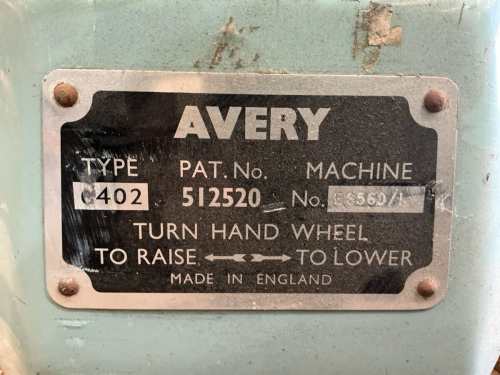 AVERY
TYPE PAT. No. MACHINE
C402 512520 No.
TURN HAND WHEEL
TO RAISE TO LOWER
MADE IN ENGLAND